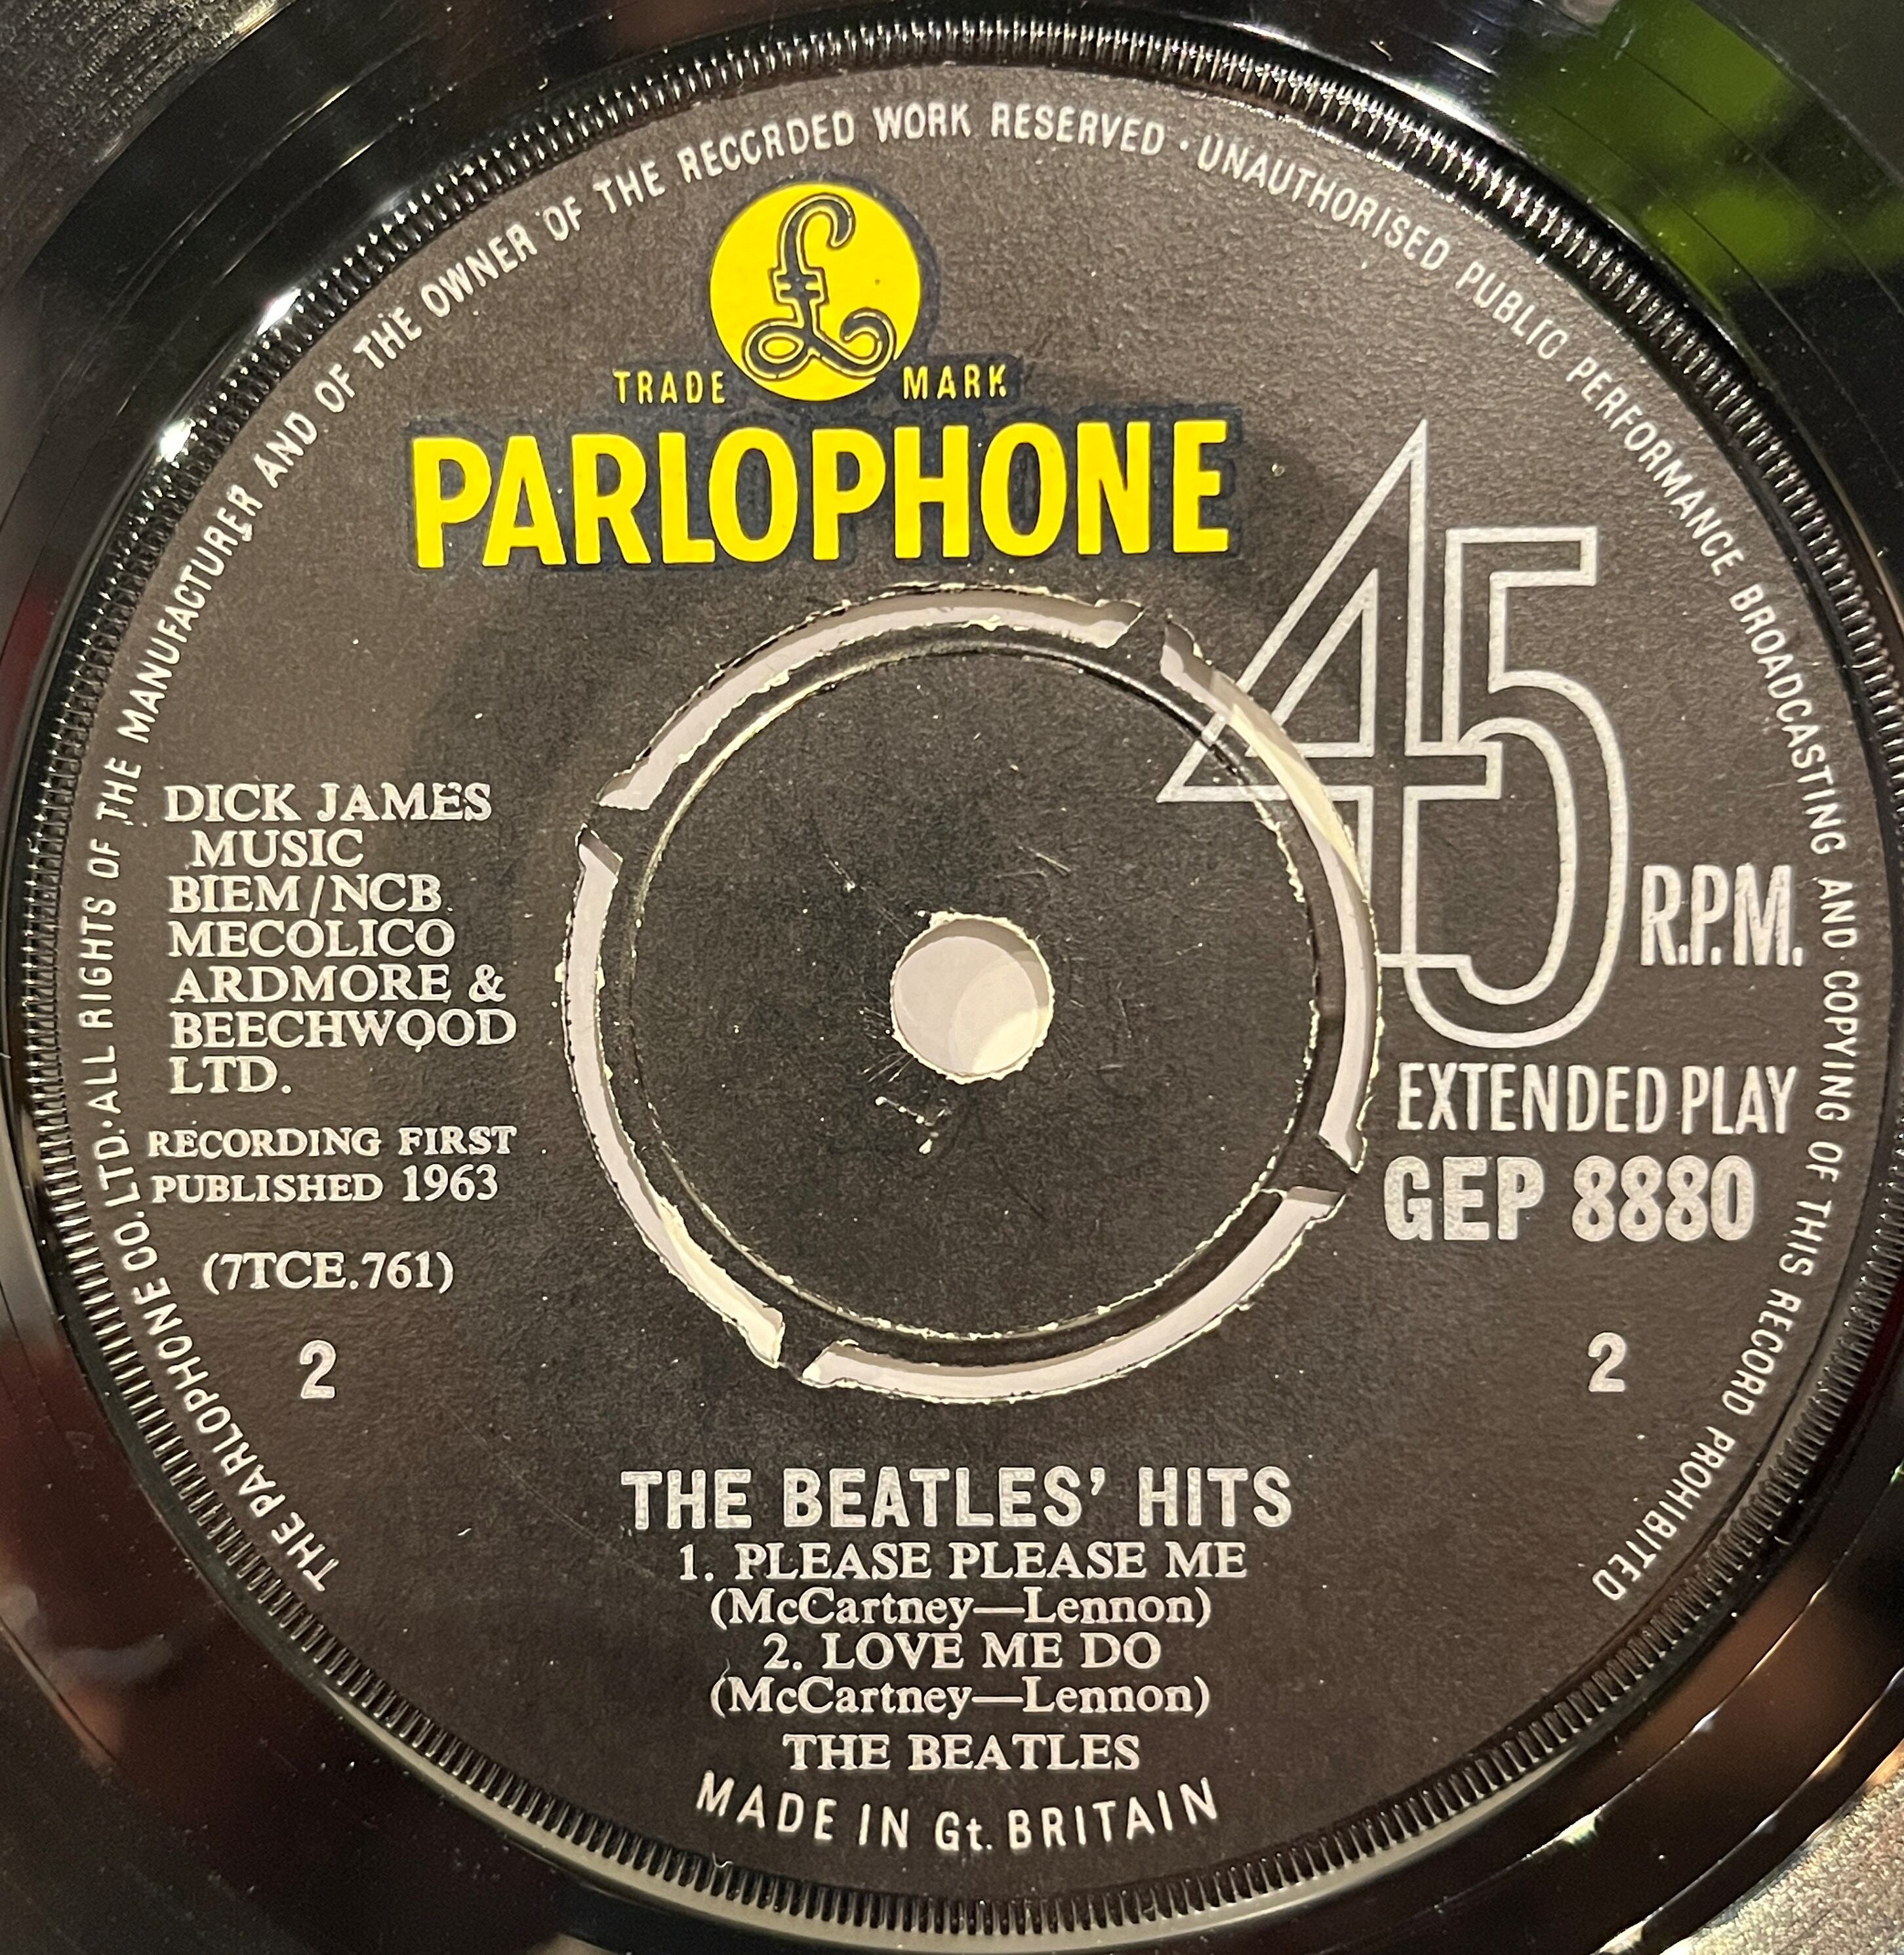 THE PARLOPHONE CO. LTD. · ALL RIGHTS OF THE MANUFACTURER AND OF THE OWNER OF THE RECORDED WORK RESERVED · UNAUTHORISED PUBLIC PERFORMANCE BROADCASTING AND COPYING OF THIS RECORD PROHIBITED
£
TRADE MARK
PARLOPHONE
45
R.P.M.
DICK JAMES
MUSIC
BIEM/NCB
MECOLICO
ARDMORE &
BEECHWOOD
LTD.
RECORDING FIRST
PUBLISHED 1963
(7TCE.761)
2
EXTENDED PLAY
GEP 8880
2
THE BEATLES' HITS
1. PLEASE PLEASE ME
(McCartney—Lennon)
2. LOVE ME DO
(McCartney—Lennon)
THE BEATLES
MADE IN Gt. BRITAIN